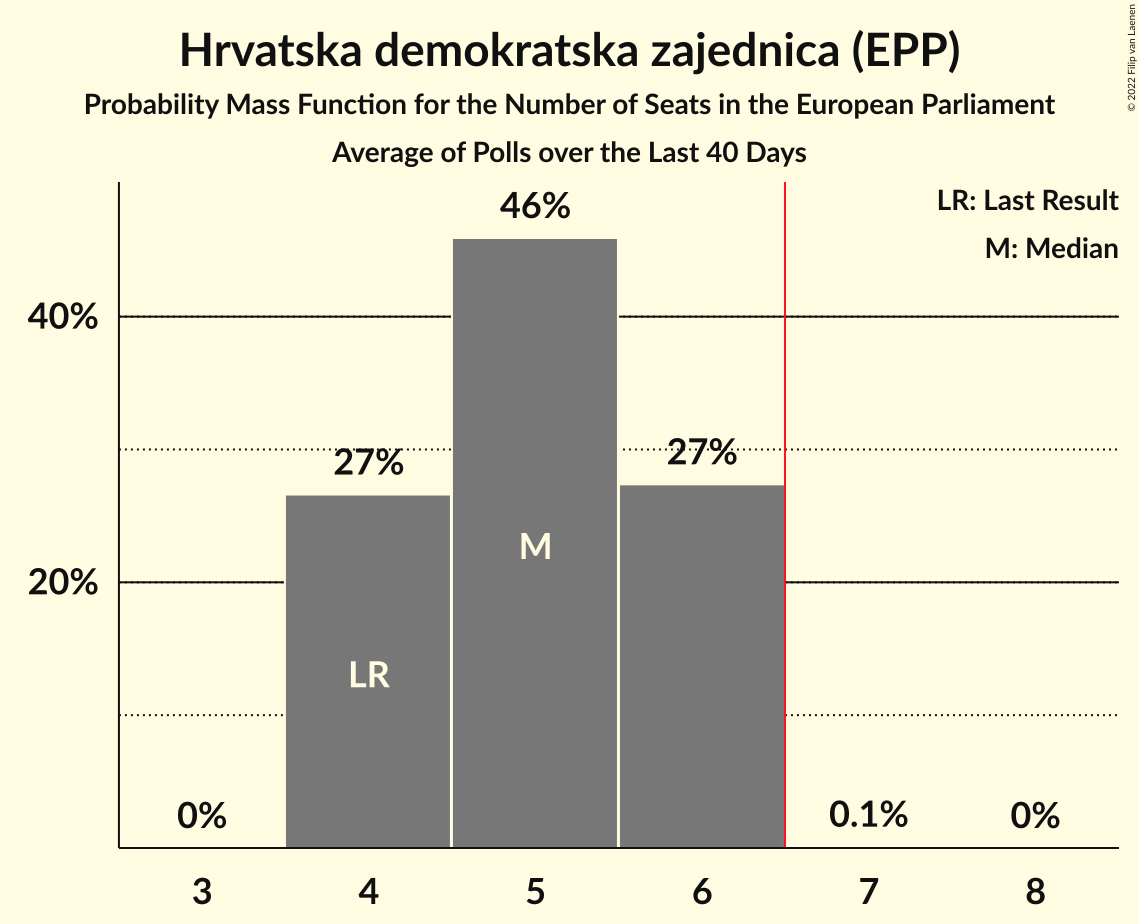 Hrvatska demokratska zajednica (EPP)
Probability Mass Function for the Number of Seats in the European Parliament
Average of Polls over the Last 40 Days
© 2022 Filip van Laenen
LR: Last Result
M: Median
46%
40%
27%
27%
M
20%
LR
0%
0.1%
0%
3 4 5 6 7 8